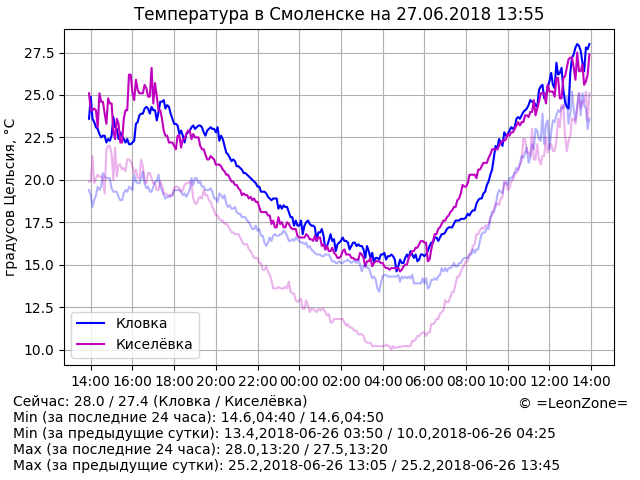 Температура в Смоленске на 27.06.2018 13:55
градусов Цельсия, °C
27.5
25.0
22.5
20.0
17.5
15.0
12.5
10.0
Кловка
Киселёвка
14:00 16:00 18:00 20:00 22:00 00:00 02:00 04:00 06:00 08:00 10:00 12:00 14:00
Сейчас: 28.0 / 27.4 (Кловка / Киселёвка)
© =LeonZone=
Min (за последние 24 часа): 14.6,04:40 / 14.6,04:50
Min (за предыдущие сутки): 13.4,2018-06-26 03:50 / 10.0,2018-06-26 04:25
Max (за последние 24 часа): 28.0,13:20 / 27.5,13:20
Max (за предыдущие сутки): 25.2,2018-06-26 13:05 / 25.2,2018-06-26 13:45